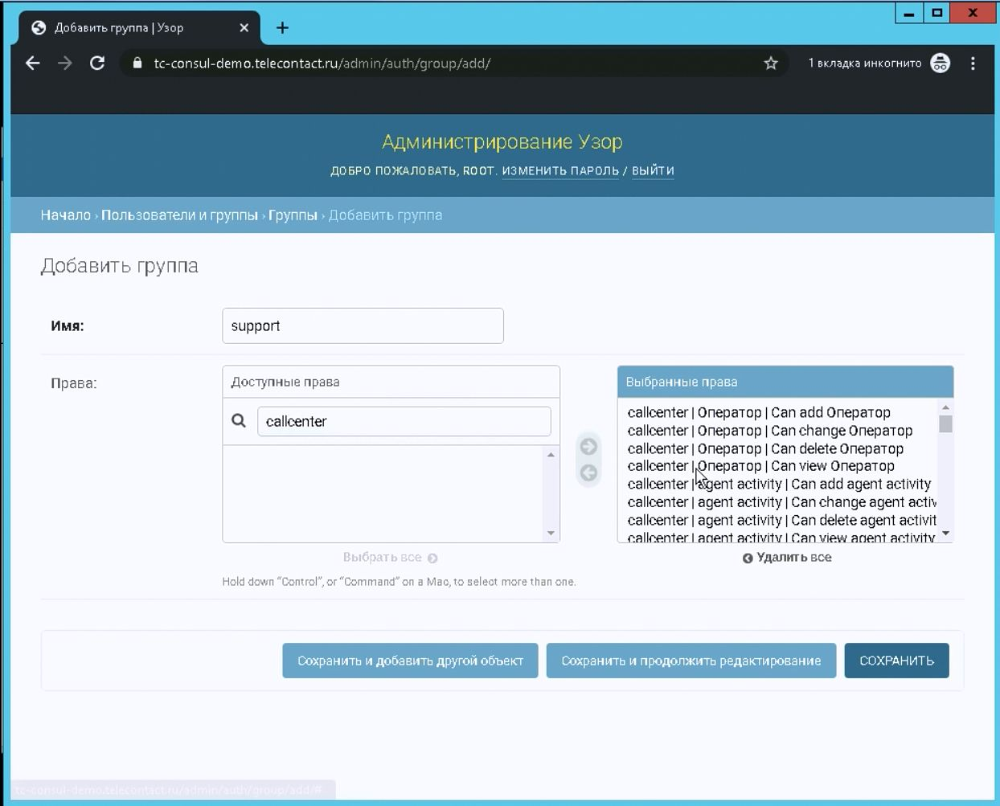 Добавить группа | Узор
tc-consul-demo.telecontact.ru/admin/auth/group/add/
1 вкладка инкогнито
Администрирование Узор
ДОБРО ПОЖАЛОВАТЬ, ROOT. ИЗМЕНИТЬ ПАРОЛЬ / ВЫЙТИ
Начало › Пользователи и группы › Группы › Добавить группа
Добавить группа
Имя:
support
Права:
Доступные права
callcenter
Выбрать все
Hold down “Control”, or “Command” on a Mac, to select more than one.
Выбранные права
callcenter | Оператор | Can add Оператор
callcenter | Оператор | Can change Оператор
callcenter | Оператор | Can delete Оператор
callcenter | Оператор | Can view Оператор
callcenter | agent activity | Can add agent activity
callcenter | agent activity | Can change agent activ
callcenter | agent activity | Can delete agent activit
callcenter | agent activity | Can view agent activity
Удалить все
Сохранить и добавить другой объект
Сохранить и продолжить редактирование
СОХРАНИТЬ
tc-consul-demo.telecontact.ru/admin/auth/group/add/#